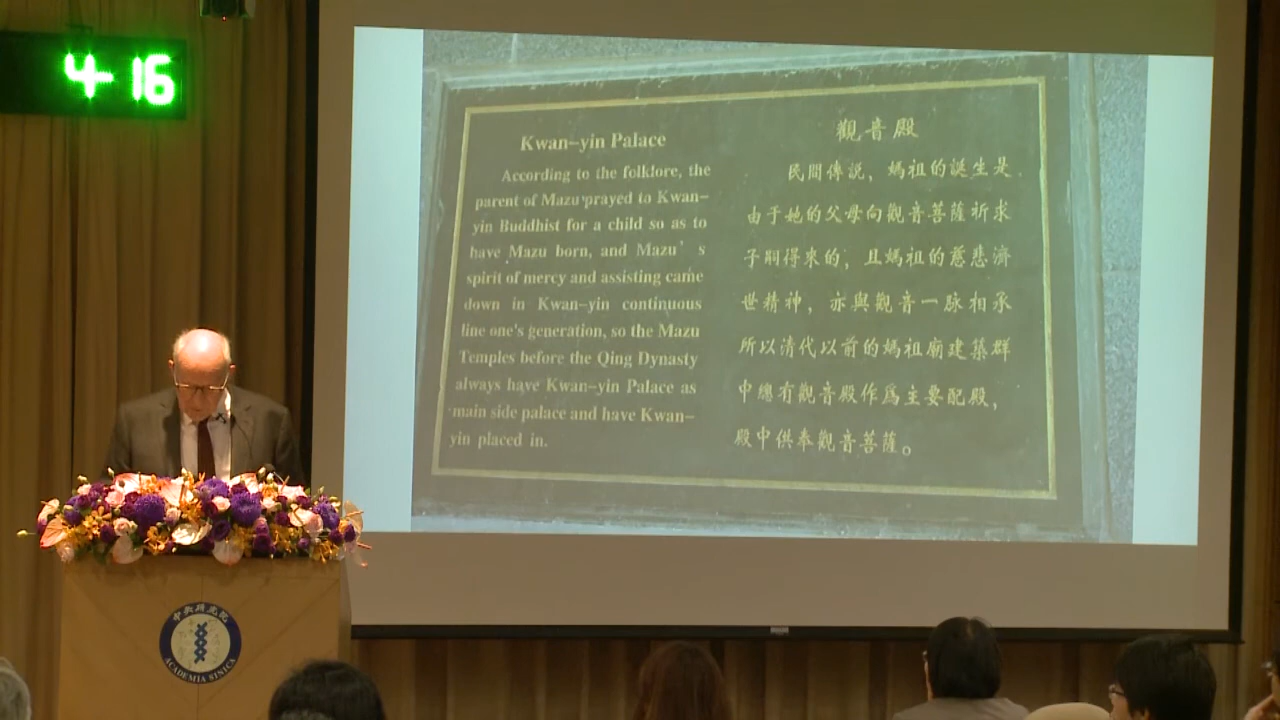 4-16
Kwan-yin Palace
According to the folklore, the
parent of Mazu prayed to Kwan-
yin Buddhist for a child so as to
have Mazu born, and Mazu's
spirit of mercy and assisting came
down in Kwan-yin continuous
line one's generation, so the Mazu
Temples before the Qing Dynasty
always have Kwan-yin Palace as
main side palace and have Kwan-
yin placed in.
觀音殿
民間傳説，媽祖的誕生是
由于她的父母向觀音菩薩祈求
子嗣得來的；且媽祖的慈悲濟
世精神，亦與觀音一脉相承
所以清代以前的媽祖廟建築群
中總有觀音殿作爲主要配殿，
殿中供奉觀音菩薩。
中央研究院
ACADEMIA SINICA